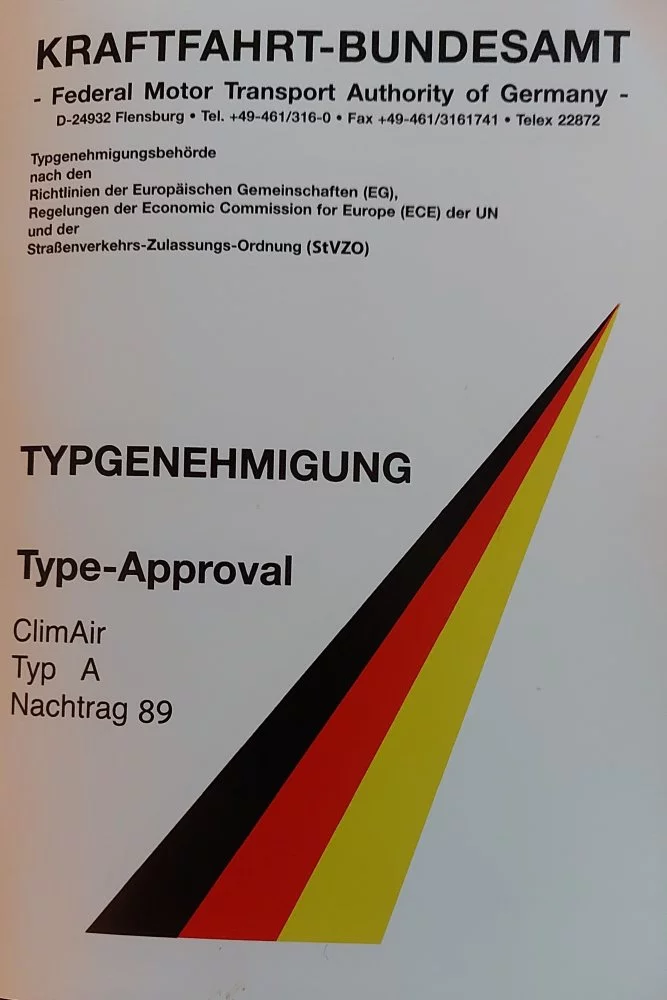 KRAFTFAHRT-BUNDESAMT
- Federal Motor Transport Authority of Germany -
D-24932 Flensburg • Tel. +49-461/316-0 • Fax +49-461/3161741 • Telex 22872
Typgenehmigungsbehörde
nach den
Richtlinien der Europäischen Gemeinschaften (EG),
Regelungen der Economic Commission for Europe (ECE) der UN
und der
Straßenverkehrs-Zulassungs-Ordnung (StVZO)
TYPGENEHMIGUNG
Type-Approval
ClimAir
Typ A
Nachtrag 89